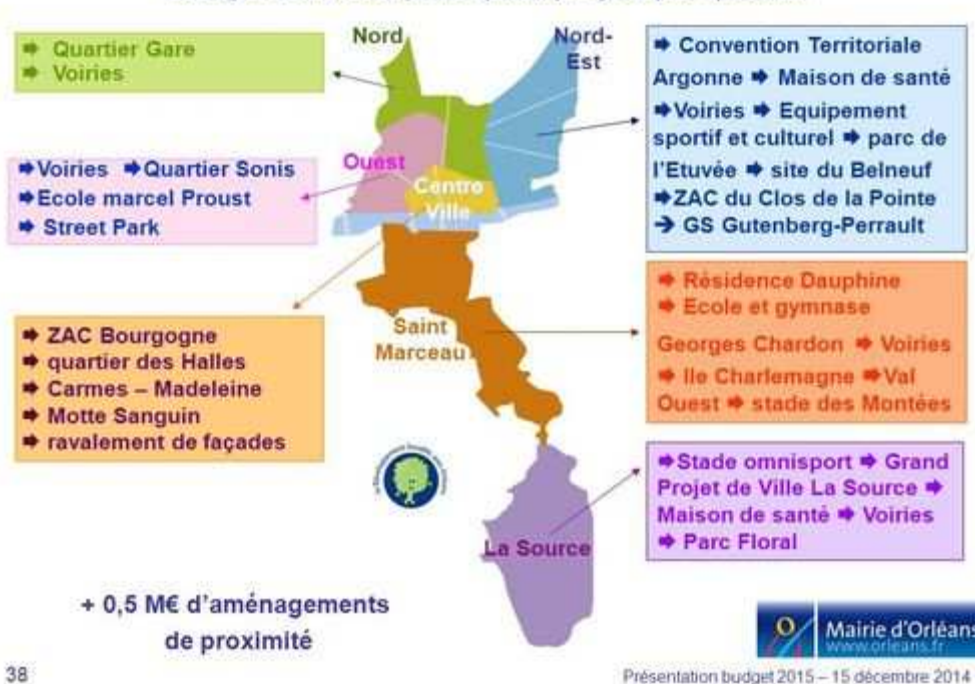 Nord
Nord-
Est
➡ Quartier Gare
➡ Voiries
➡ Convention Territoriale
Argonne ➡ Maison de santé
➡Voiries ➡ Equipement
sportif et culturel ➡ parc de
l'Etuvée ➡ site du Belneuf
➡ZAC du Clos de la Pointe
→ GS Gutenberg-Perrault
Ouest
Centre
Ville
➡Voiries ➡Quartier Sonis
➡Ecole marcel Proust
➡ Street Park
➡ Résidence Dauphine
➡ Ecole et gymnase
Georges Chardon ➡ Voiries
➡ Ile Charlemagne ➡Val
Ouest ➡ stade des Montées
Saint
Marceau
➡ ZAC Bourgogne
➡ quartier des Halles
➡ Carmes – Madeleine
➡ Motte Sanguin
➡ ravalement de façades
➡Stade omnisport ➡ Grand
Projet de Ville La Source ➡
Maison de santé ➡ Voiries
➡ Parc Floral
La Source
+ 0,5 M€ d'aménagements
de proximité
Mairie d'Orléans
www.orleans.fr
38
Présentation budget 2015 – 15 décembre 2014